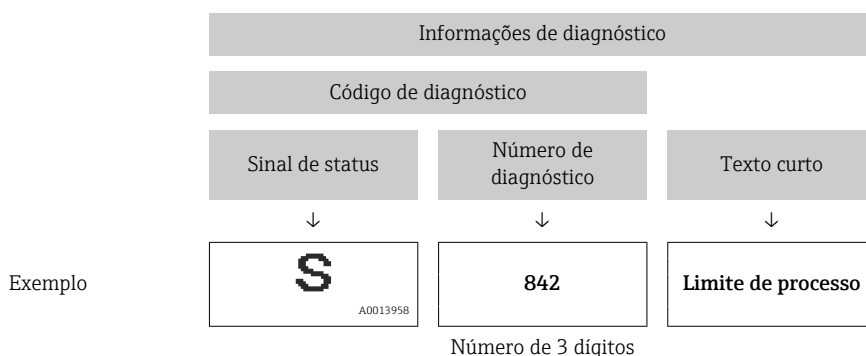 Informações de diagnóstico
Código de diagnóstico
Sinal de status
Número de
diagnóstico
Texto curto
↓ ↓ ↓
Exemplo
S
A0013958
842
Limite de processo
Número de 3 dígitos